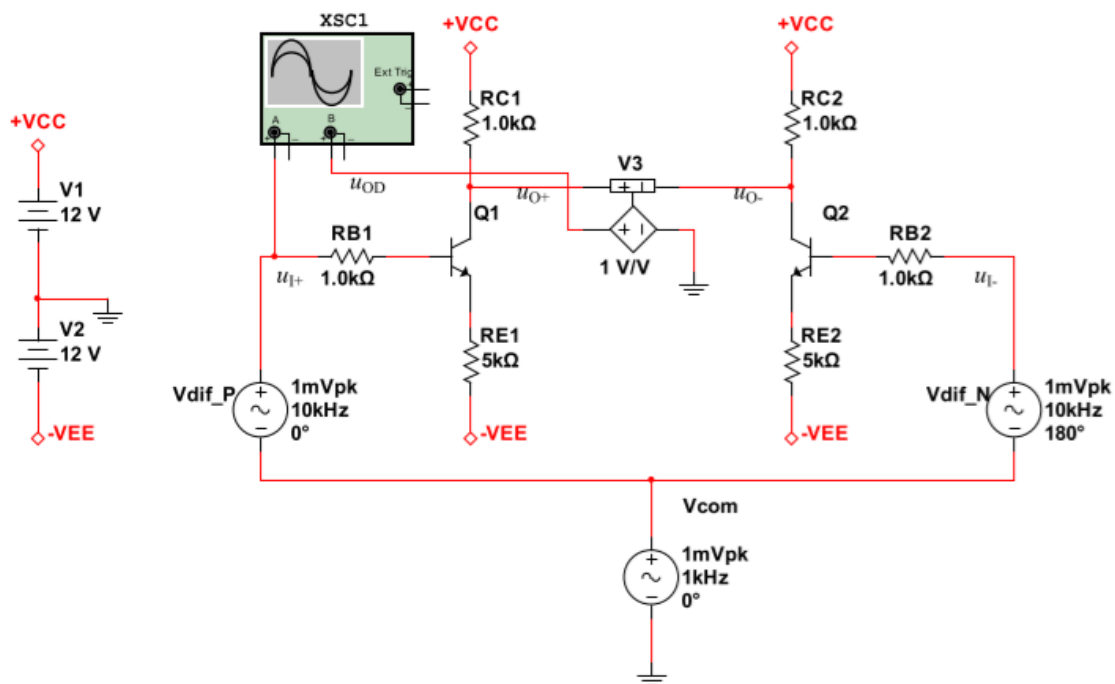 XSC1
Ext Trig
+
−
A
B
+ −
+ −
+VCC
V1
12 V
V2
12 V
-VEE
+VCC
RC1
1.0kΩ
+VCC
RC2
1.0kΩ
V3
+ −
+ −
1 V/V
uOD
uO+
uO-
Q1
Q2
RB1
1.0kΩ
uI+
RB2
1.0kΩ
uI-
RE1
5kΩ
-VEE
RE2
5kΩ
-VEE
Vdif_P
+
−
1mVpk
10kHz
0°
Vdif_N
+
−
1mVpk
10kHz
180°
Vcom
+
−
1mVpk
1kHz
0°